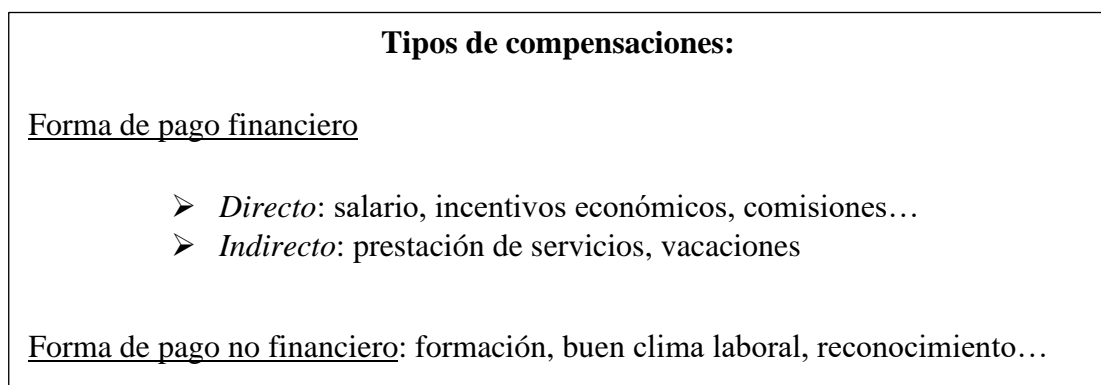 Tipos de compensaciones:
Forma de pago financiero
➢ Directo: salario, incentivos económicos, comisiones…
➢ Indirecto: prestación de servicios, vacaciones
Forma de pago no financiero: formación, buen clima laboral, reconocimiento…